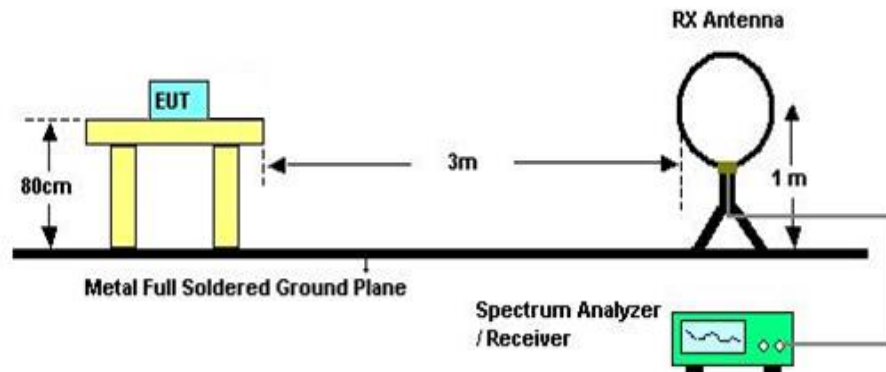 RX Antenna
EUT
3m
80cm
1 m
Metal Full Soldered Ground Plane
Spectrum Analyzer
/ Receiver